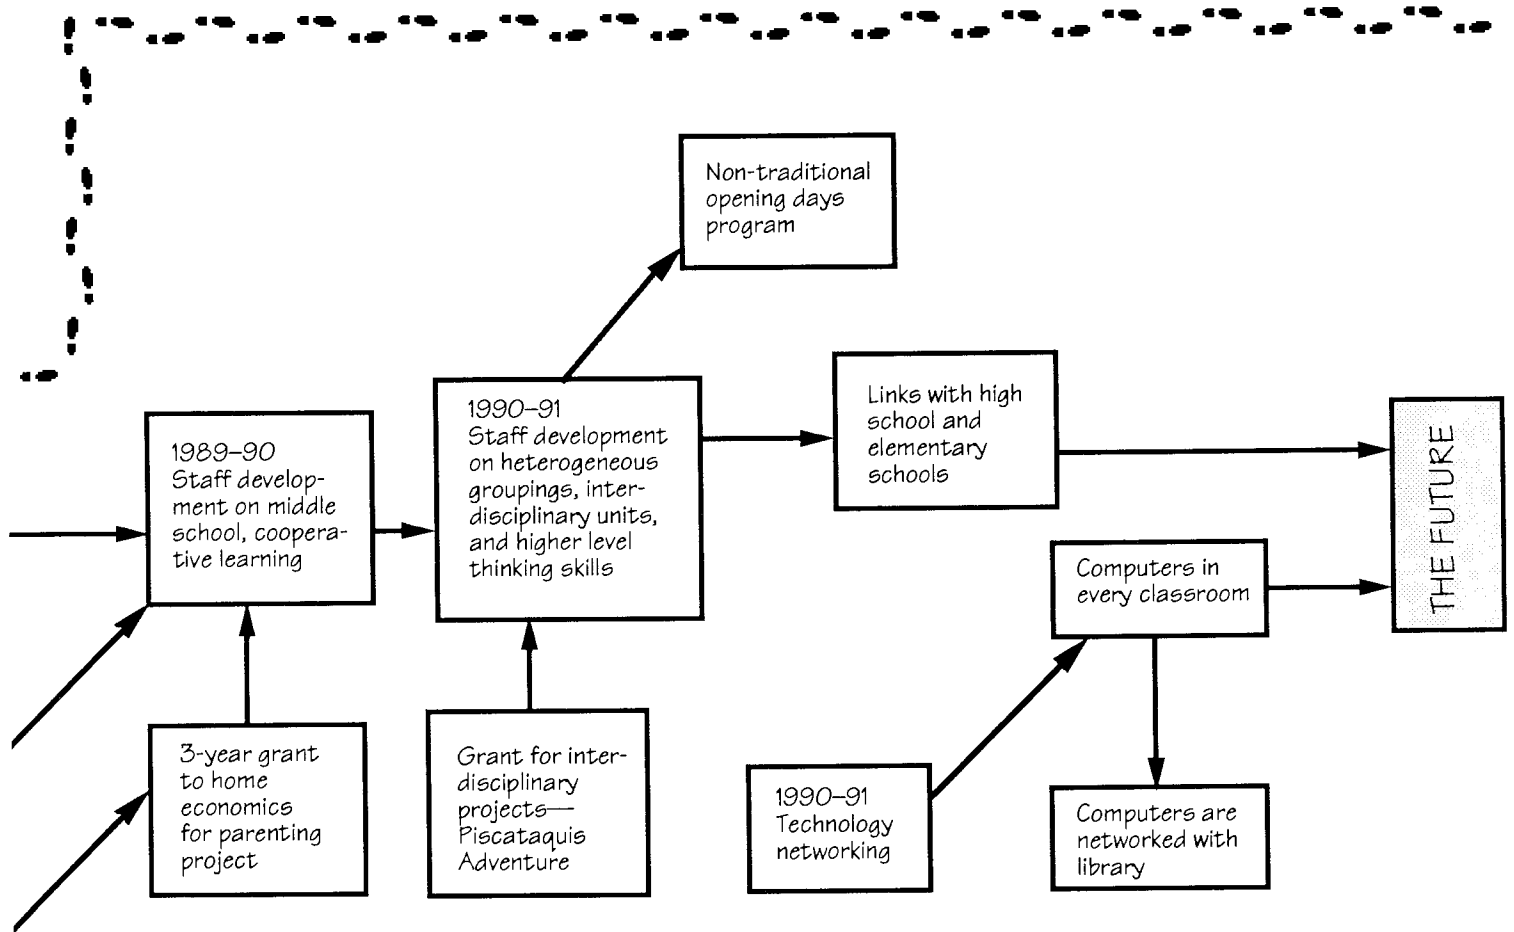 Non-traditional
opening days
program
1989–90
Staff develop-
ment on middle
school, coopera-
tive learning
1990–91
Staff development
on heterogeneous
groupings, inter-
disciplinary units,
and higher level
thinking skills
Links with high
school and
elementary
schools
THE FUTURE
Computers in
every classroom
3-year grant
to home
economics
for parenting
project
Grant for inter-
disciplinary
projects—
Piscataquis
Adventure
1990–91
Technology
networking
Computers are
networked with
library